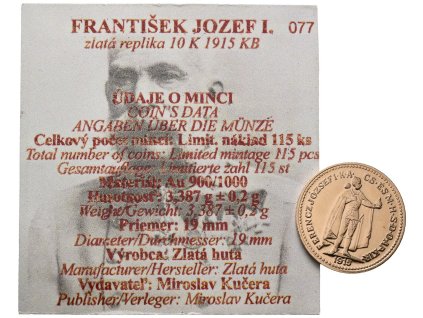 FRANTIŠEK JOZEF I. 077
zlatá replika 10 K 1915 KB
ÚDAJE O MINCI
COIN'S DATA
ANGABEN ÜBER DIE MÜNZE
Celkový počet mincí: Limit. náklad 115 ks
Total number of coins: Limited mintage 115 pcs
Gesamtauflage: Limitierte zahl 115 st
Materiál: Au 900/1000
Hmotnosť: 3,387 g ± 0,2 g
Weight/Gewicht: 3,387 ± 0,2 g
Priemer: 19 mm
Diameter/Durchmesser: 19 mm
Výrobca: Zlatá huta
Manufacturer/Hersteller: Zlatá huta
Vydavateľ: Miroslav Kučera
Publisher/Verleger: Miroslav Kučera
FERENCZ JÓZSEF I·K·A·
1915